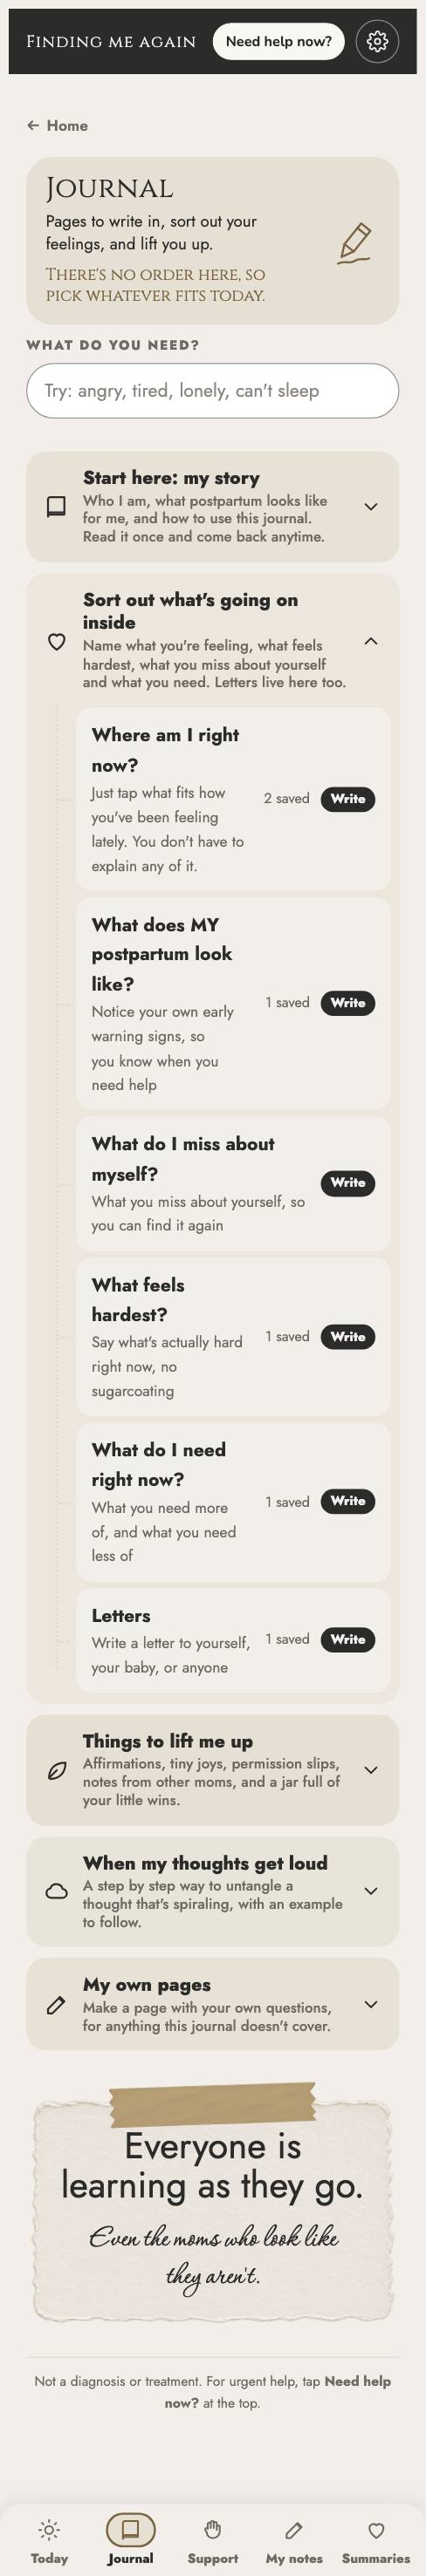 Finding me again
Need help now?
← Home
Journal
Pages to write in, sort out your
feelings, and lift you up.
There's no order here, so
pick whatever fits today.
WHAT DO YOU NEED?
Try: angry, tired, lonely, can't sleep
Start here: my story
Who I am, what postpartum looks like
for me, and how to use this journal.
Read it once and come back anytime.
Sort out what's going on
inside
Name what you're feeling, what feels
hardest, what you miss about yourself
and what you need. Letters live here too.
Where am I right
now?
Just tap what fits how
you've been feeling
lately. You don't have to
explain any of it.
2 saved
Write
What does MY
postpartum look
like?
Notice your own early
warning signs, so
you know when you
need help
1 saved
Write
What do I miss about
myself?
What you miss about yourself, so
you can find it again
Write
What feels
hardest?
Say what's actually hard
right now, no
sugarcoating
1 saved
Write
What do I need
right now?
What you need more
of, and what you need
less of
1 saved
Write
Letters
Write a letter to yourself,
your baby, or anyone
1 saved
Write
Things to lift me up
Affirmations, tiny joys, permission slips,
notes from other moms, and a jar full of
your little wins.
When my thoughts get loud
A step by step way to untangle a
thought that's spiraling, with an example
to follow.
My own pages
Make a page with your own questions,
for anything this journal doesn't cover.
Everyone is
learning as they go.
Even the moms who look like
they aren't.
Not a diagnosis or treatment. For urgent help, tap Need help
now? at the top.
Today
Journal
Support
My notes
Summaries